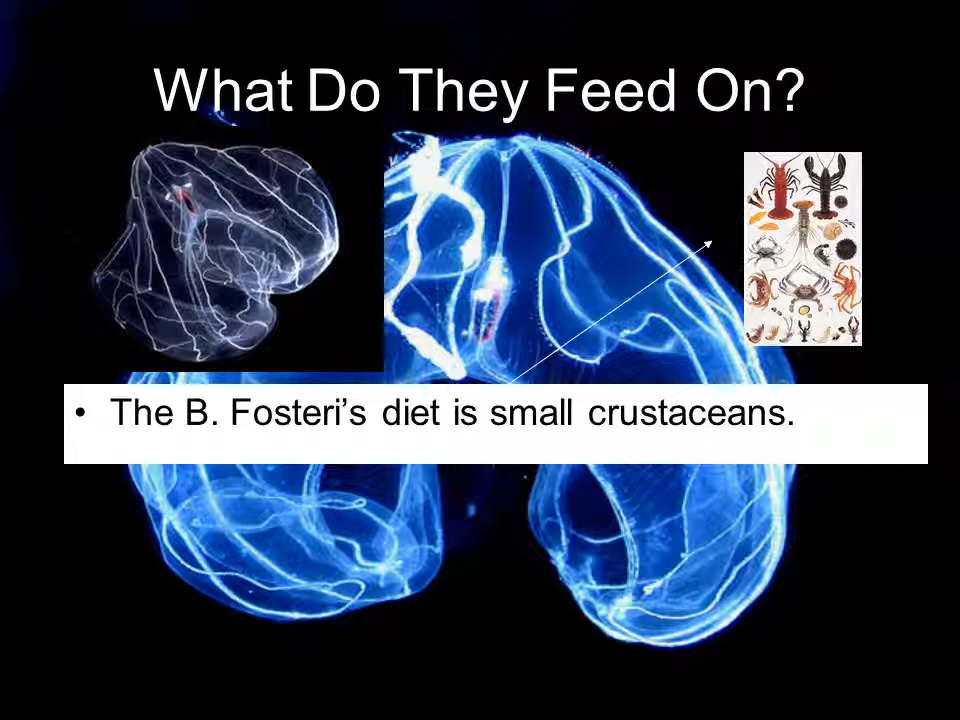 What Do They Feed On?
• The B. Fosteri’s diet is small crustaceans.